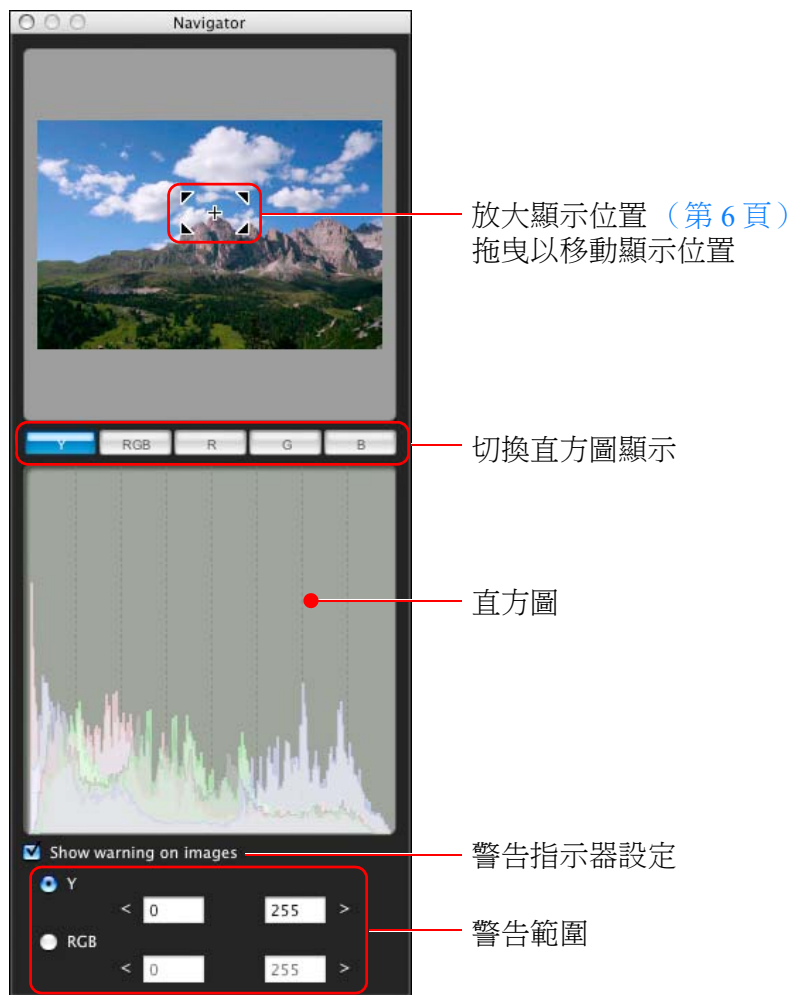 Navigator
放大顯示位置（第 6 頁）
拖曳以移動顯示位置
Y RGB R G B
切換直方圖顯示
直方圖
Show warning on images
警告指示器設定
Y
< 0 255 >
警告範圍
RGB
< 0 255 >